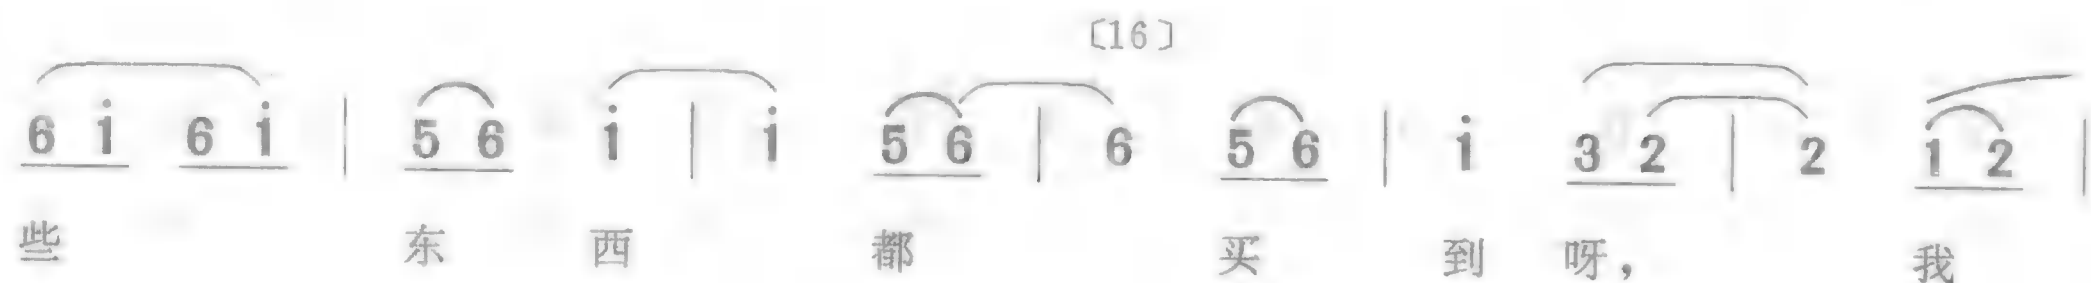 〔16〕
6 i̇ 6 i̇ | 5 6 i̇ | i̇ 5 6 | 6 5 6 | i̇ 3 2 | 2 1 2 |
些 东 西 都 买 到 呀， 我